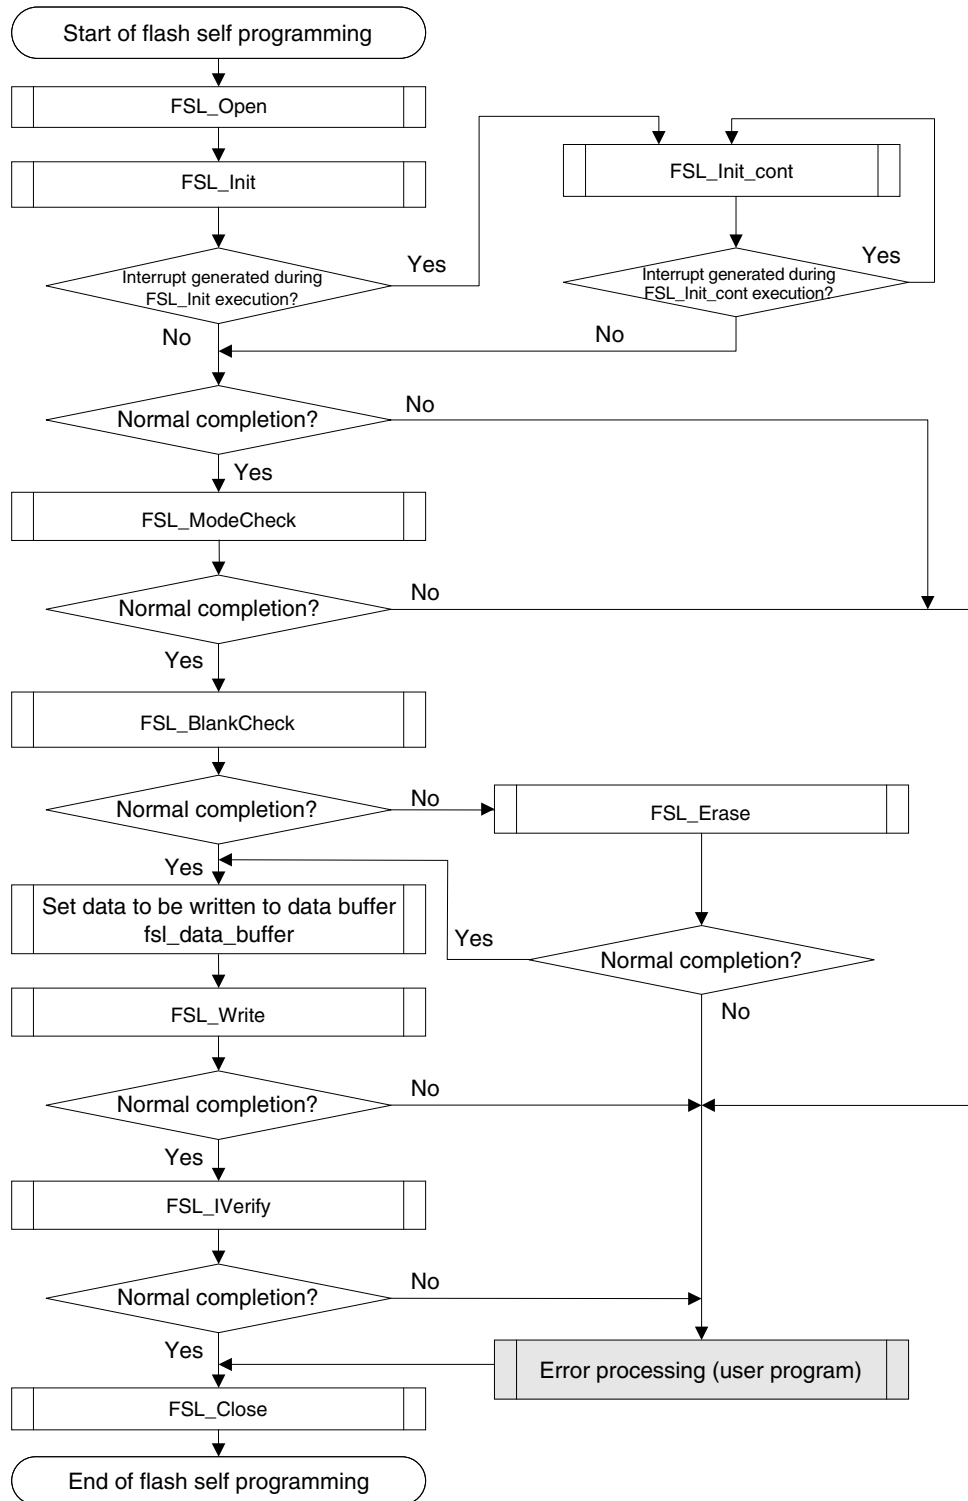 Start of flash self programming
FSL_Open
FSL_Init
FSL_Init_cont
Interrupt generated during
FSL_Init execution?
Yes
Interrupt generated during
FSL_Init_cont execution?
Yes
No
No
Normal completion?
No
Yes
FSL_ModeCheck
Normal completion?
No
Yes
FSL_BlankCheck
Normal completion?
No
FSL_Erase
Yes
Set data to be written to data buffer
fsl_data_buffer
Yes
Normal completion?
No
FSL_Write
Normal completion?
No
Yes
FSL_IVerify
Normal completion?
No
Yes
Error processing (user program)
FSL_Close
End of flash self programming